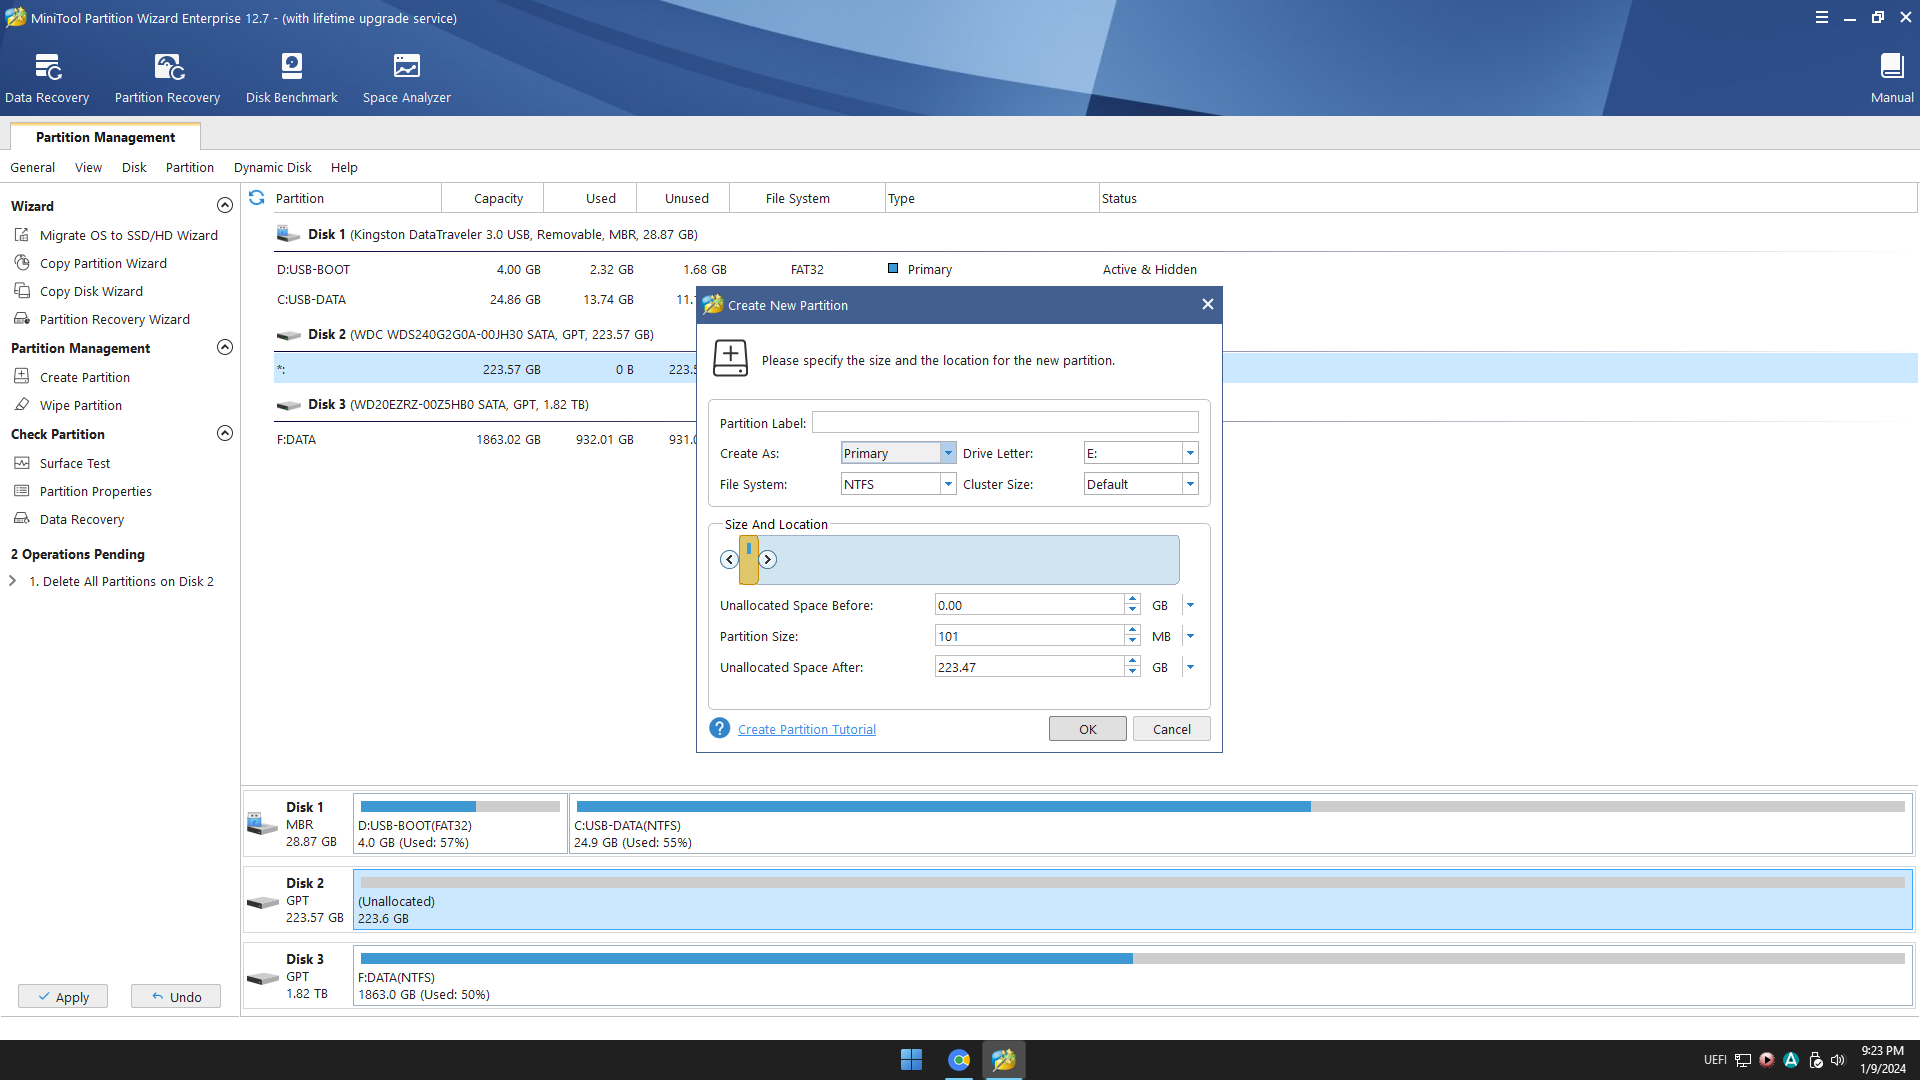 MiniTool Partition Wizard Enterprise 12.7 - (with lifetime upgrade service)
Data Recovery
Partition Recovery
Disk Benchmark
Space Analyzer
Manual
Partition Management
General View Disk Partition Dynamic Disk Help
Wizard
Migrate OS to SSD/HD Wizard
Copy Partition Wizard
Copy Disk Wizard
Partition Recovery Wizard
Partition Management
Create Partition
Wipe Partition
Check Partition
Surface Test
Partition Properties
Data Recovery
2 Operations Pending
1. Delete All Partitions on Disk 2
Apply
Undo
Partition Capacity Used Unused File System Type Status
Disk 1 (Kingston DataTraveler 3.0 USB, Removable, MBR, 28.87 GB)
D:USB-BOOT 4.00 GB 2.32 GB 1.68 GB FAT32 Primary Active & Hidden
C:USB-DATA 24.86 GB 13.74 GB
Disk 2 (WDC WDS240G2G0A-00JH30 SATA, GPT, 223.57 GB)
*: 223.57 GB 0 B
Disk 3 (WD20EZRZ-00Z5HB0 SATA, GPT, 1.82 TB)
F:DATA 1863.02 GB 932.01 GB
Create New Partition
Please specify the size and the location for the new partition.
Partition Label:
Create As: Primary Drive Letter: E:
File System: NTFS Cluster Size: Default
Size And Location
Unallocated Space Before: 0.00 GB
Partition Size: 101 MB
Unallocated Space After: 223.47 GB
? Create Partition Tutorial
OK
Cancel
Disk 1
MBR
28.87 GB
D:USB-BOOT(FAT32)
4.0 GB (Used: 57%)
C:USB-DATA(NTFS)
24.9 GB (Used: 55%)
Disk 2
GPT
223.57 GB
(Unallocated)
223.6 GB
Disk 3
GPT
1.82 TB
F:DATA(NTFS)
1863.0 GB (Used: 50%)
UEFI
9:23 PM
1/9/2024